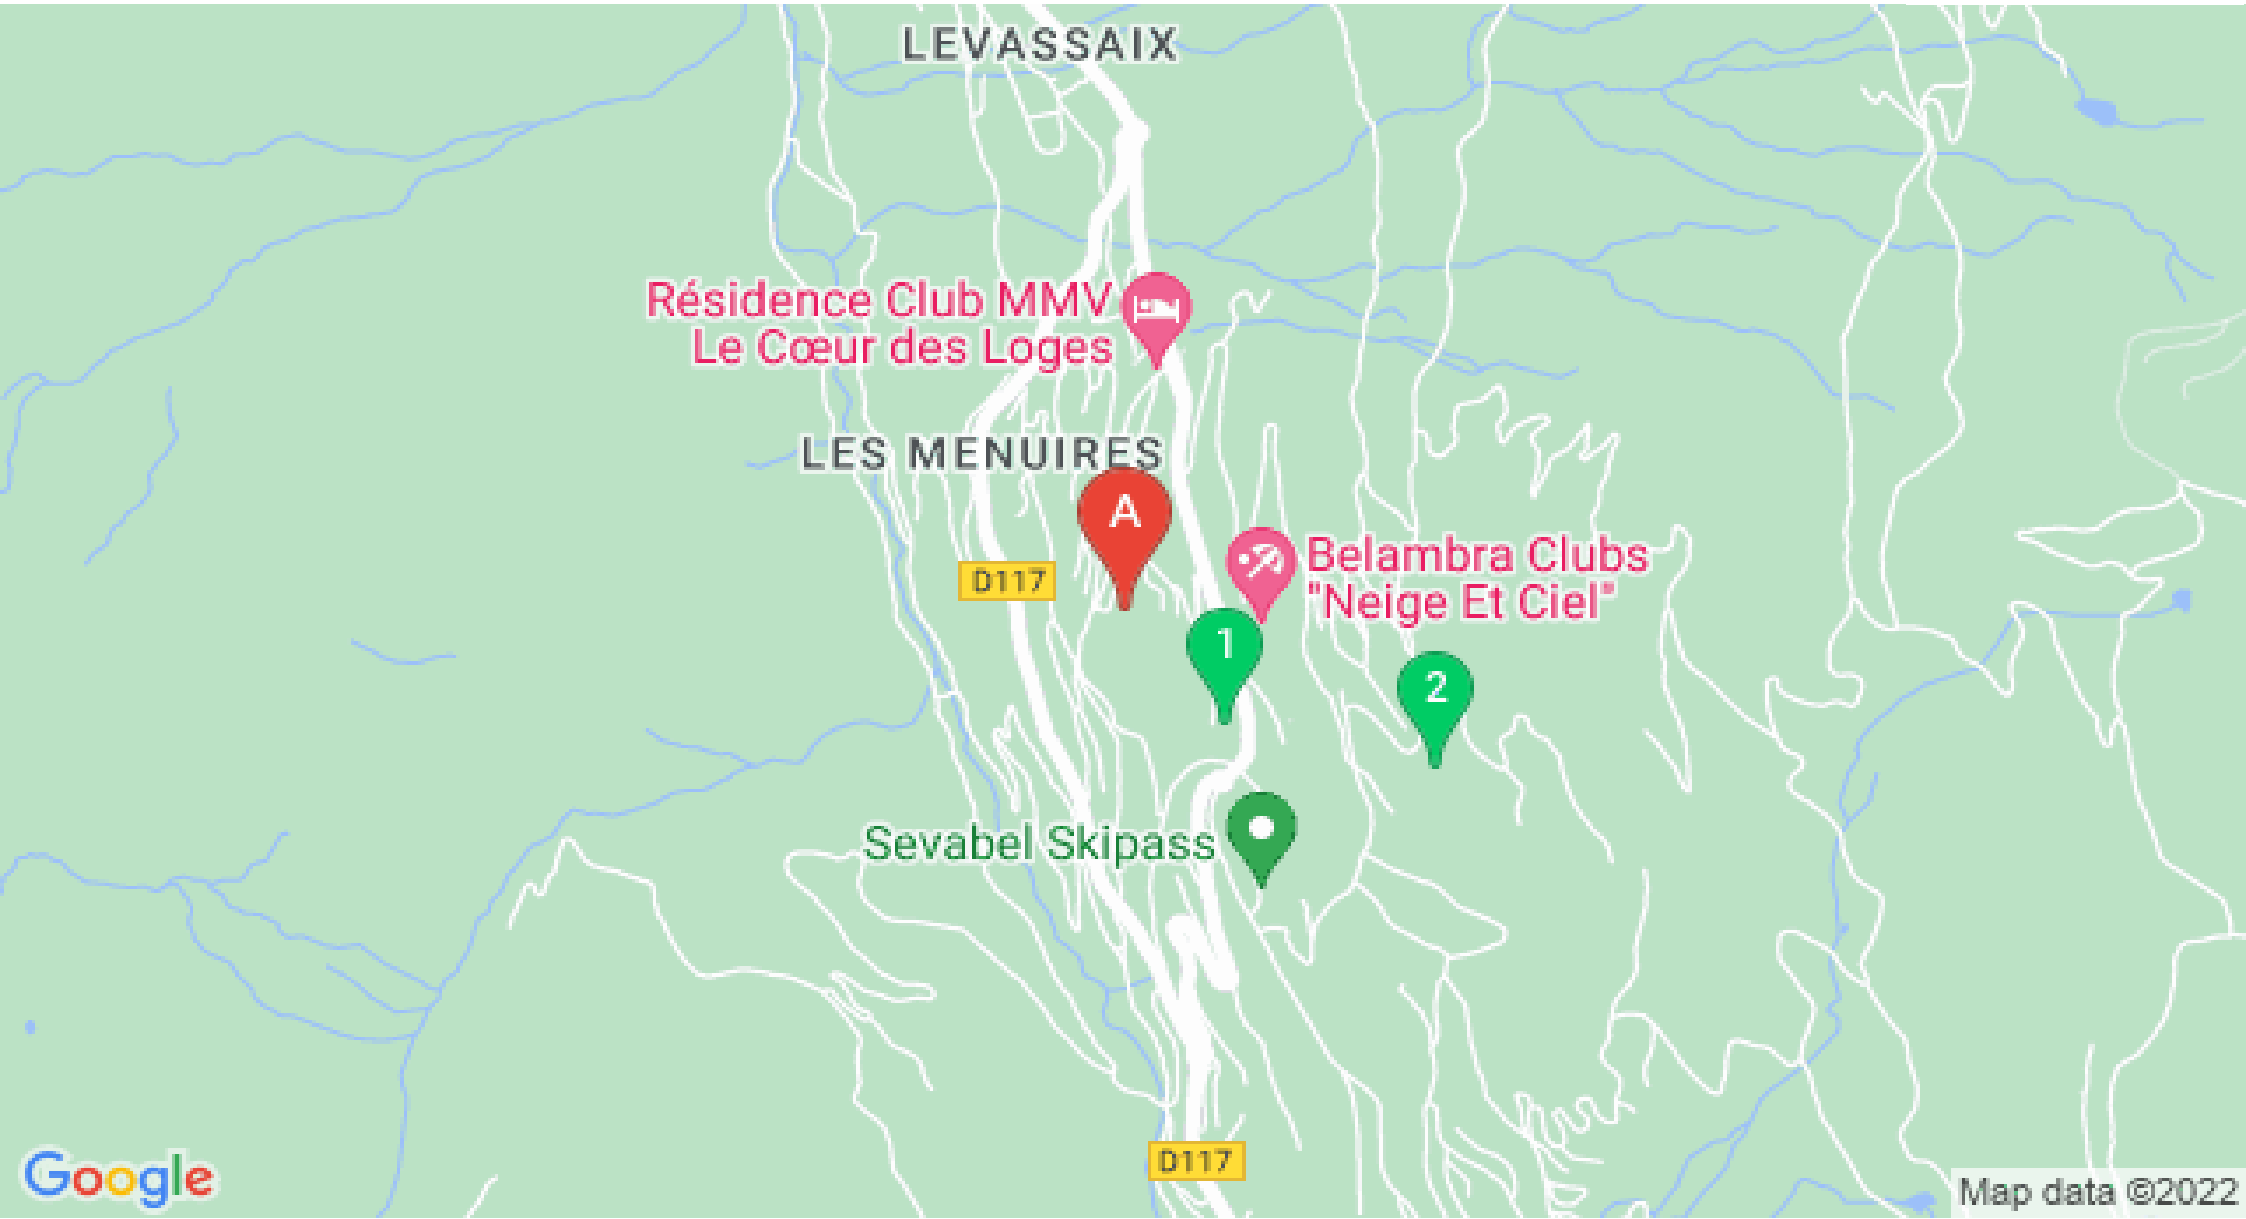 LEVASSAIX
Résidence Club MMV
Le Cœur des Loges
LES MENUIRES
A
D117
Belambra Clubs
"Neige Et Ciel"
1
2
Sevabel Skipass
D117
Google
Map data ©2022